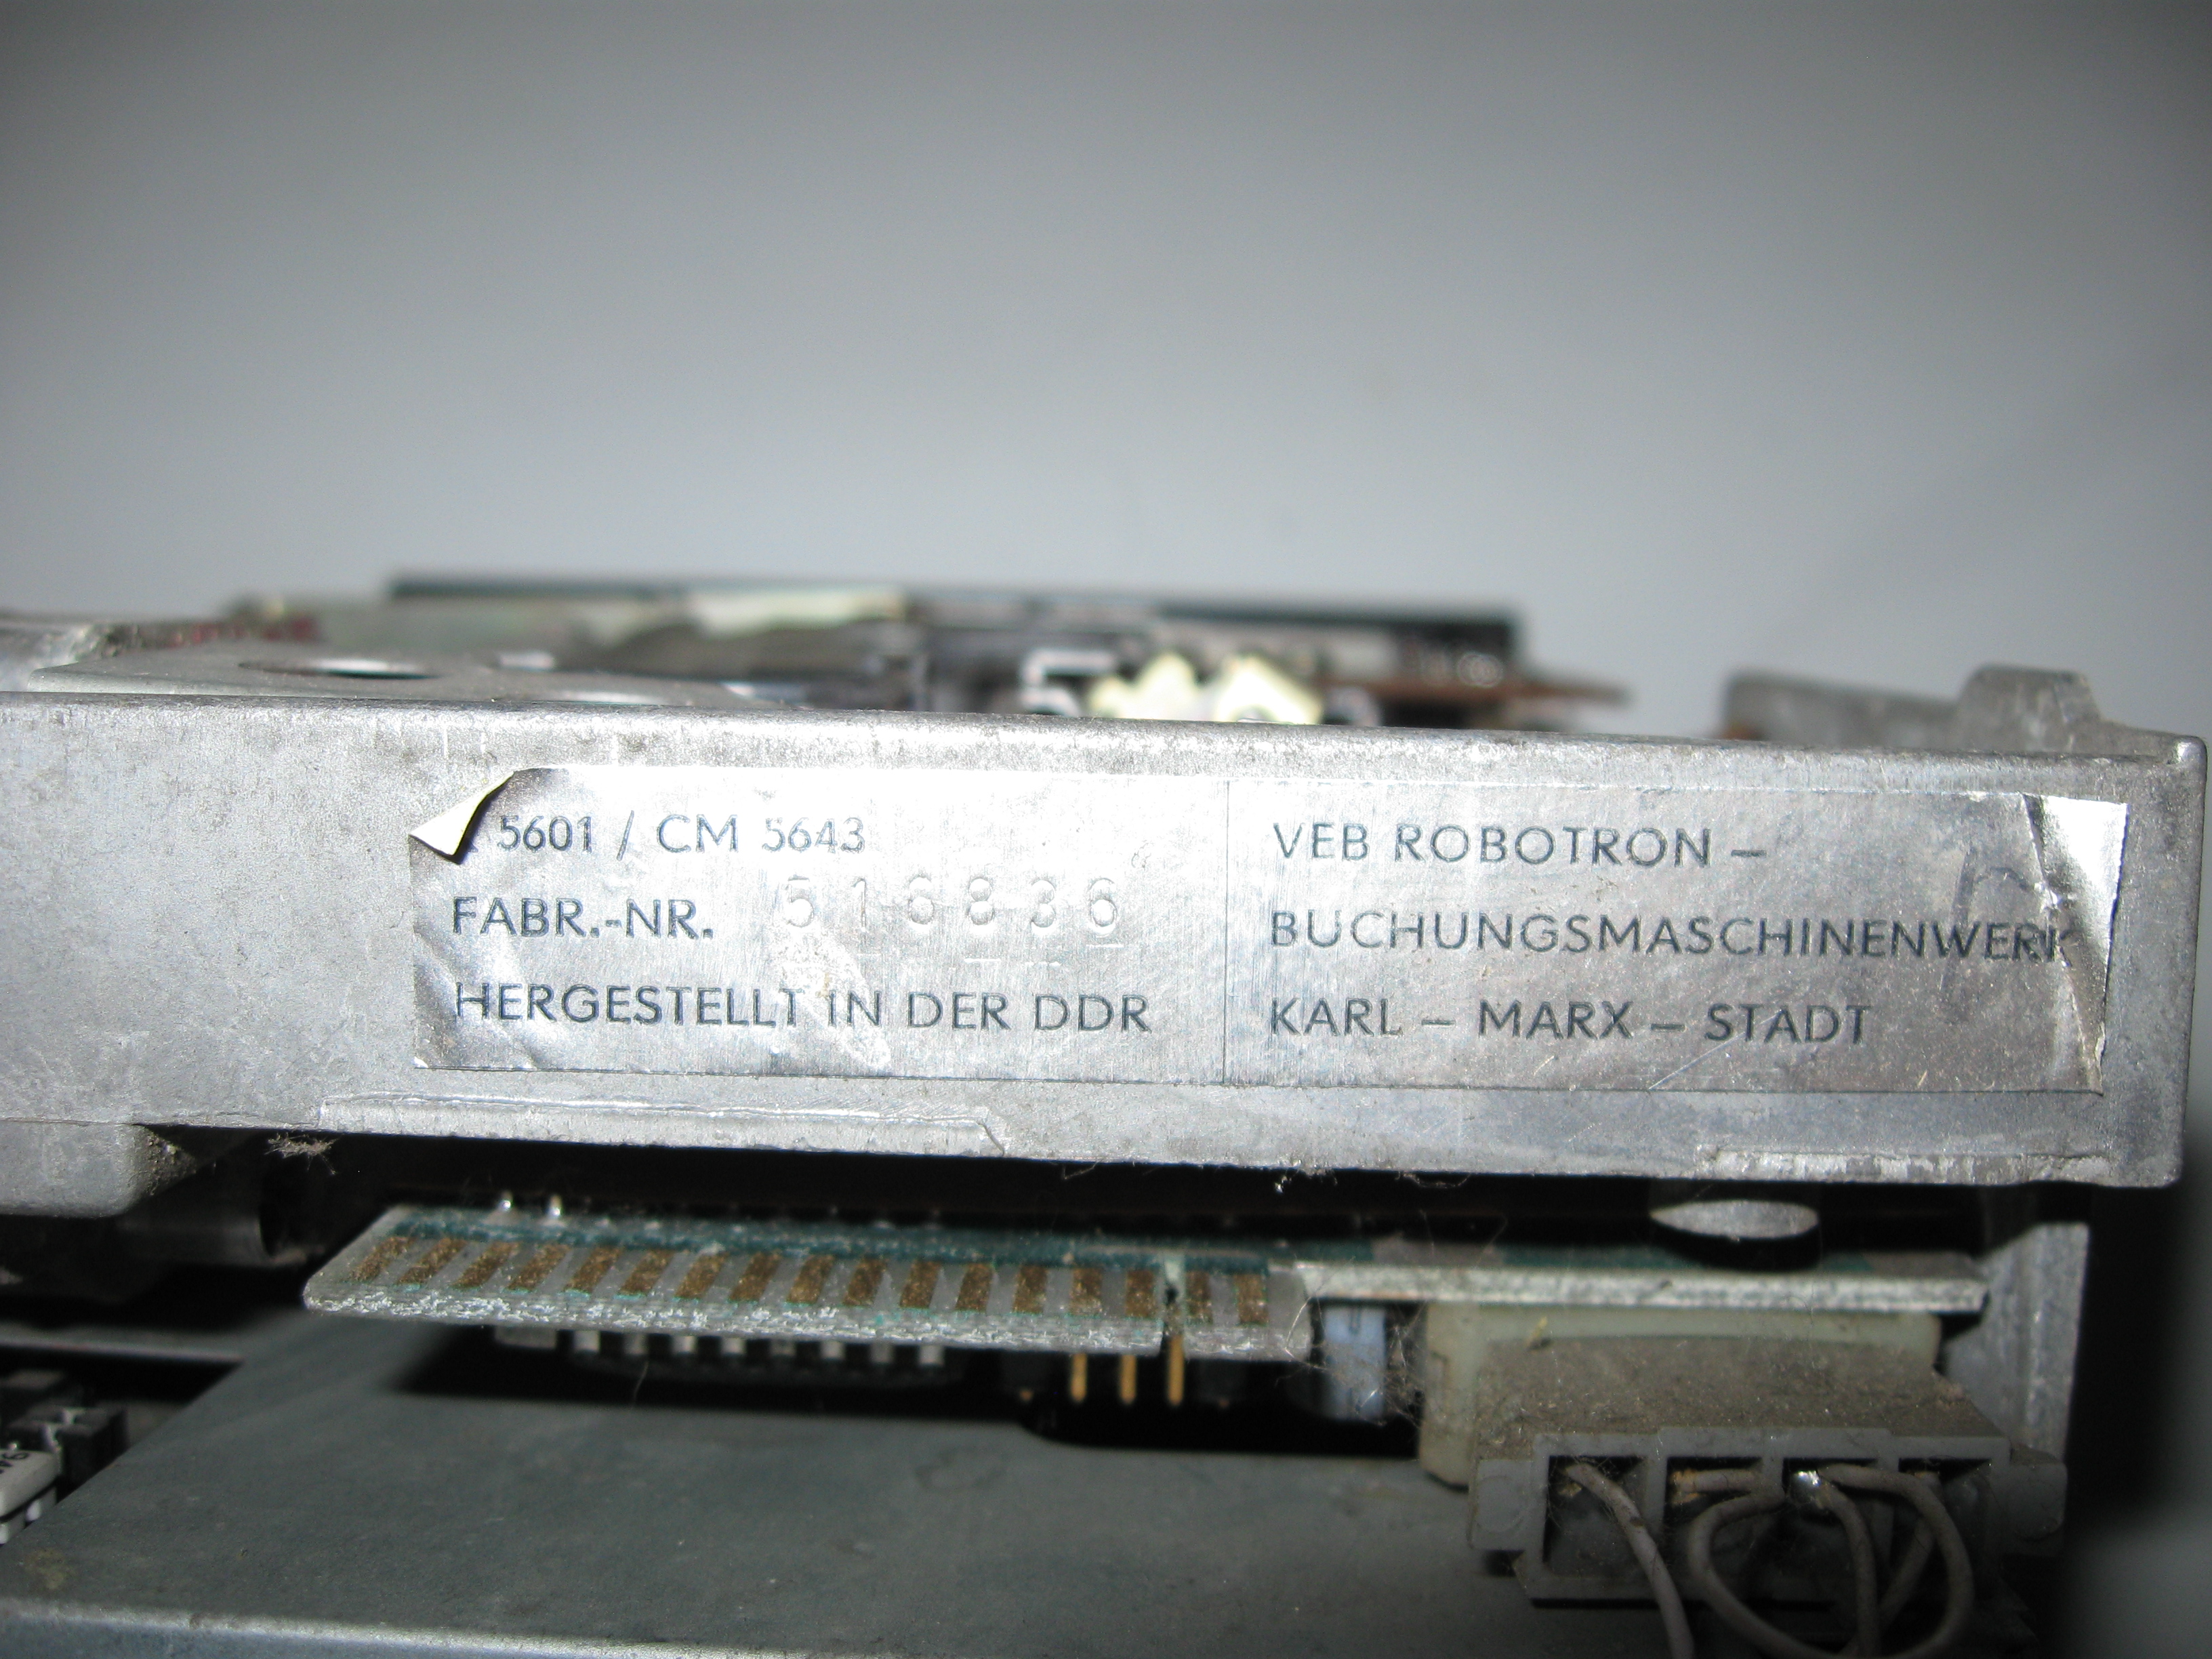 5601 / CM 5643
FABR.-NR. 516836
HERGESTELLT IN DER DDR
VEB ROBOTRON –
BUCHUNGSMASCHINENWERK
KARL – MARX – STADT